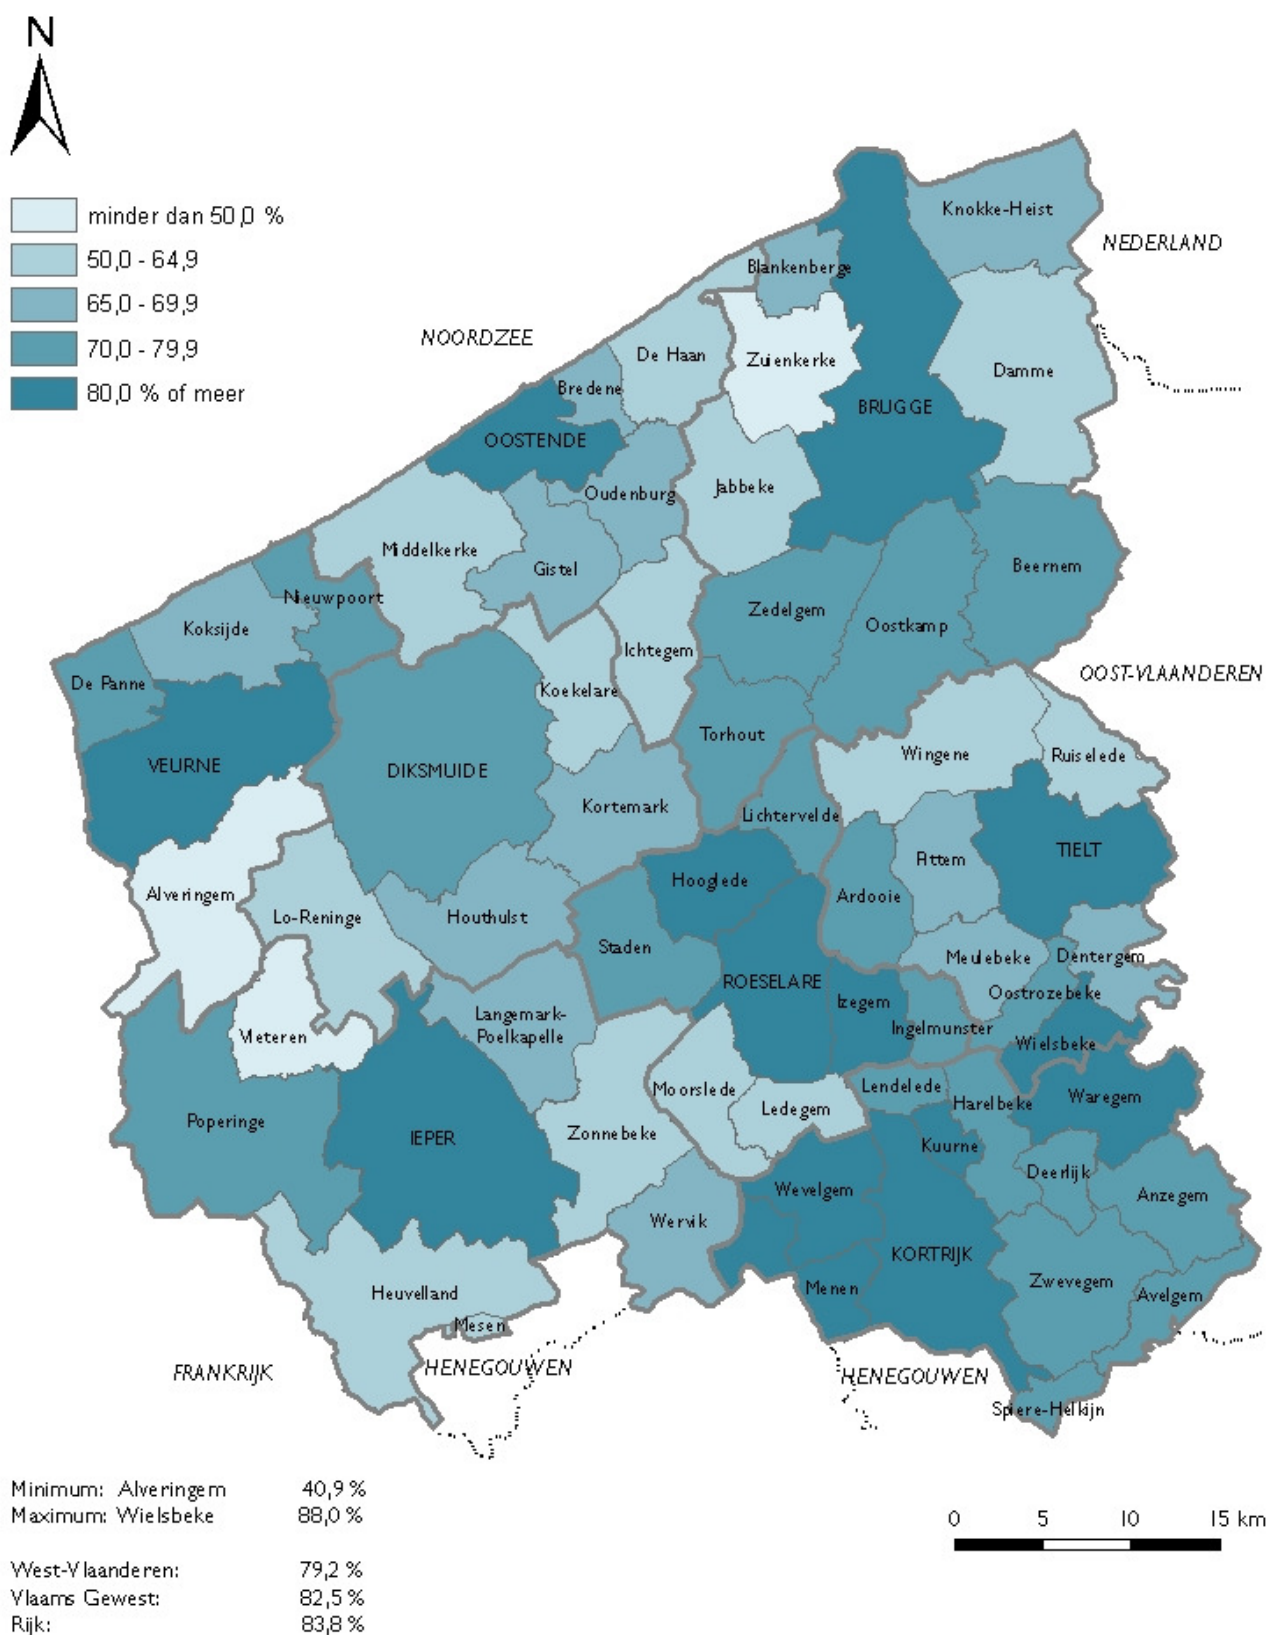 N
minder dan 50,0 %
50,0 - 64,9
65,0 - 69,9
70,0 - 79,9
80,0 % of meer
NOORDZEE
NEDERLAND
Knokke-Heist
Blankenberge
De Haan
Zuienkerke
Damme
Bredene
BRUGGE
OOSTENDE
Oudenburg
Jabbeke
Middelkerke
Gistel
Beernem
Nieuwpoort
Zedelgem
Oostkamp
Koksijde
Ichtegem
De Panne
Koekelare
OOST-VLAANDEREN
VEURNE
DIKSMUIDE
Torhout
Wingene
Ruiselede
Kortemark
Lichtervelde
Pittem
TIELT
Alveringem
Hooglede
Ardooie
Lo-Reninge
Houthulst
Staden
Meulebeke
Dentergem
ROESELARE
Izegem
Oostrozebeke
Langemark-
Poelkapelle
Ingelmunster
Vleteren
Wielsbeke
Moorslede
Lendelede
Harelbeke
Waregem
Ledegem
Poperinge
IEPER
Zonnebeke
Kuurne
Deerlijk
Anzegem
Wevelgem
Wervik
KORTRIJK
Zwevegem
Heuvelland
Menen
Avelgem
Mesen
FRANKRIJK
HENEGOUWEN
HENEGOUWEN
Spiere-Helkijn
Minimum: Alveringem 40,9 %
Maximum: Wielsbeke 88,0 %
West-Vlaanderen: 79,2 %
Vlaams Gewest: 82,5 %
Rijk: 83,8 %
0 5 10 15 km